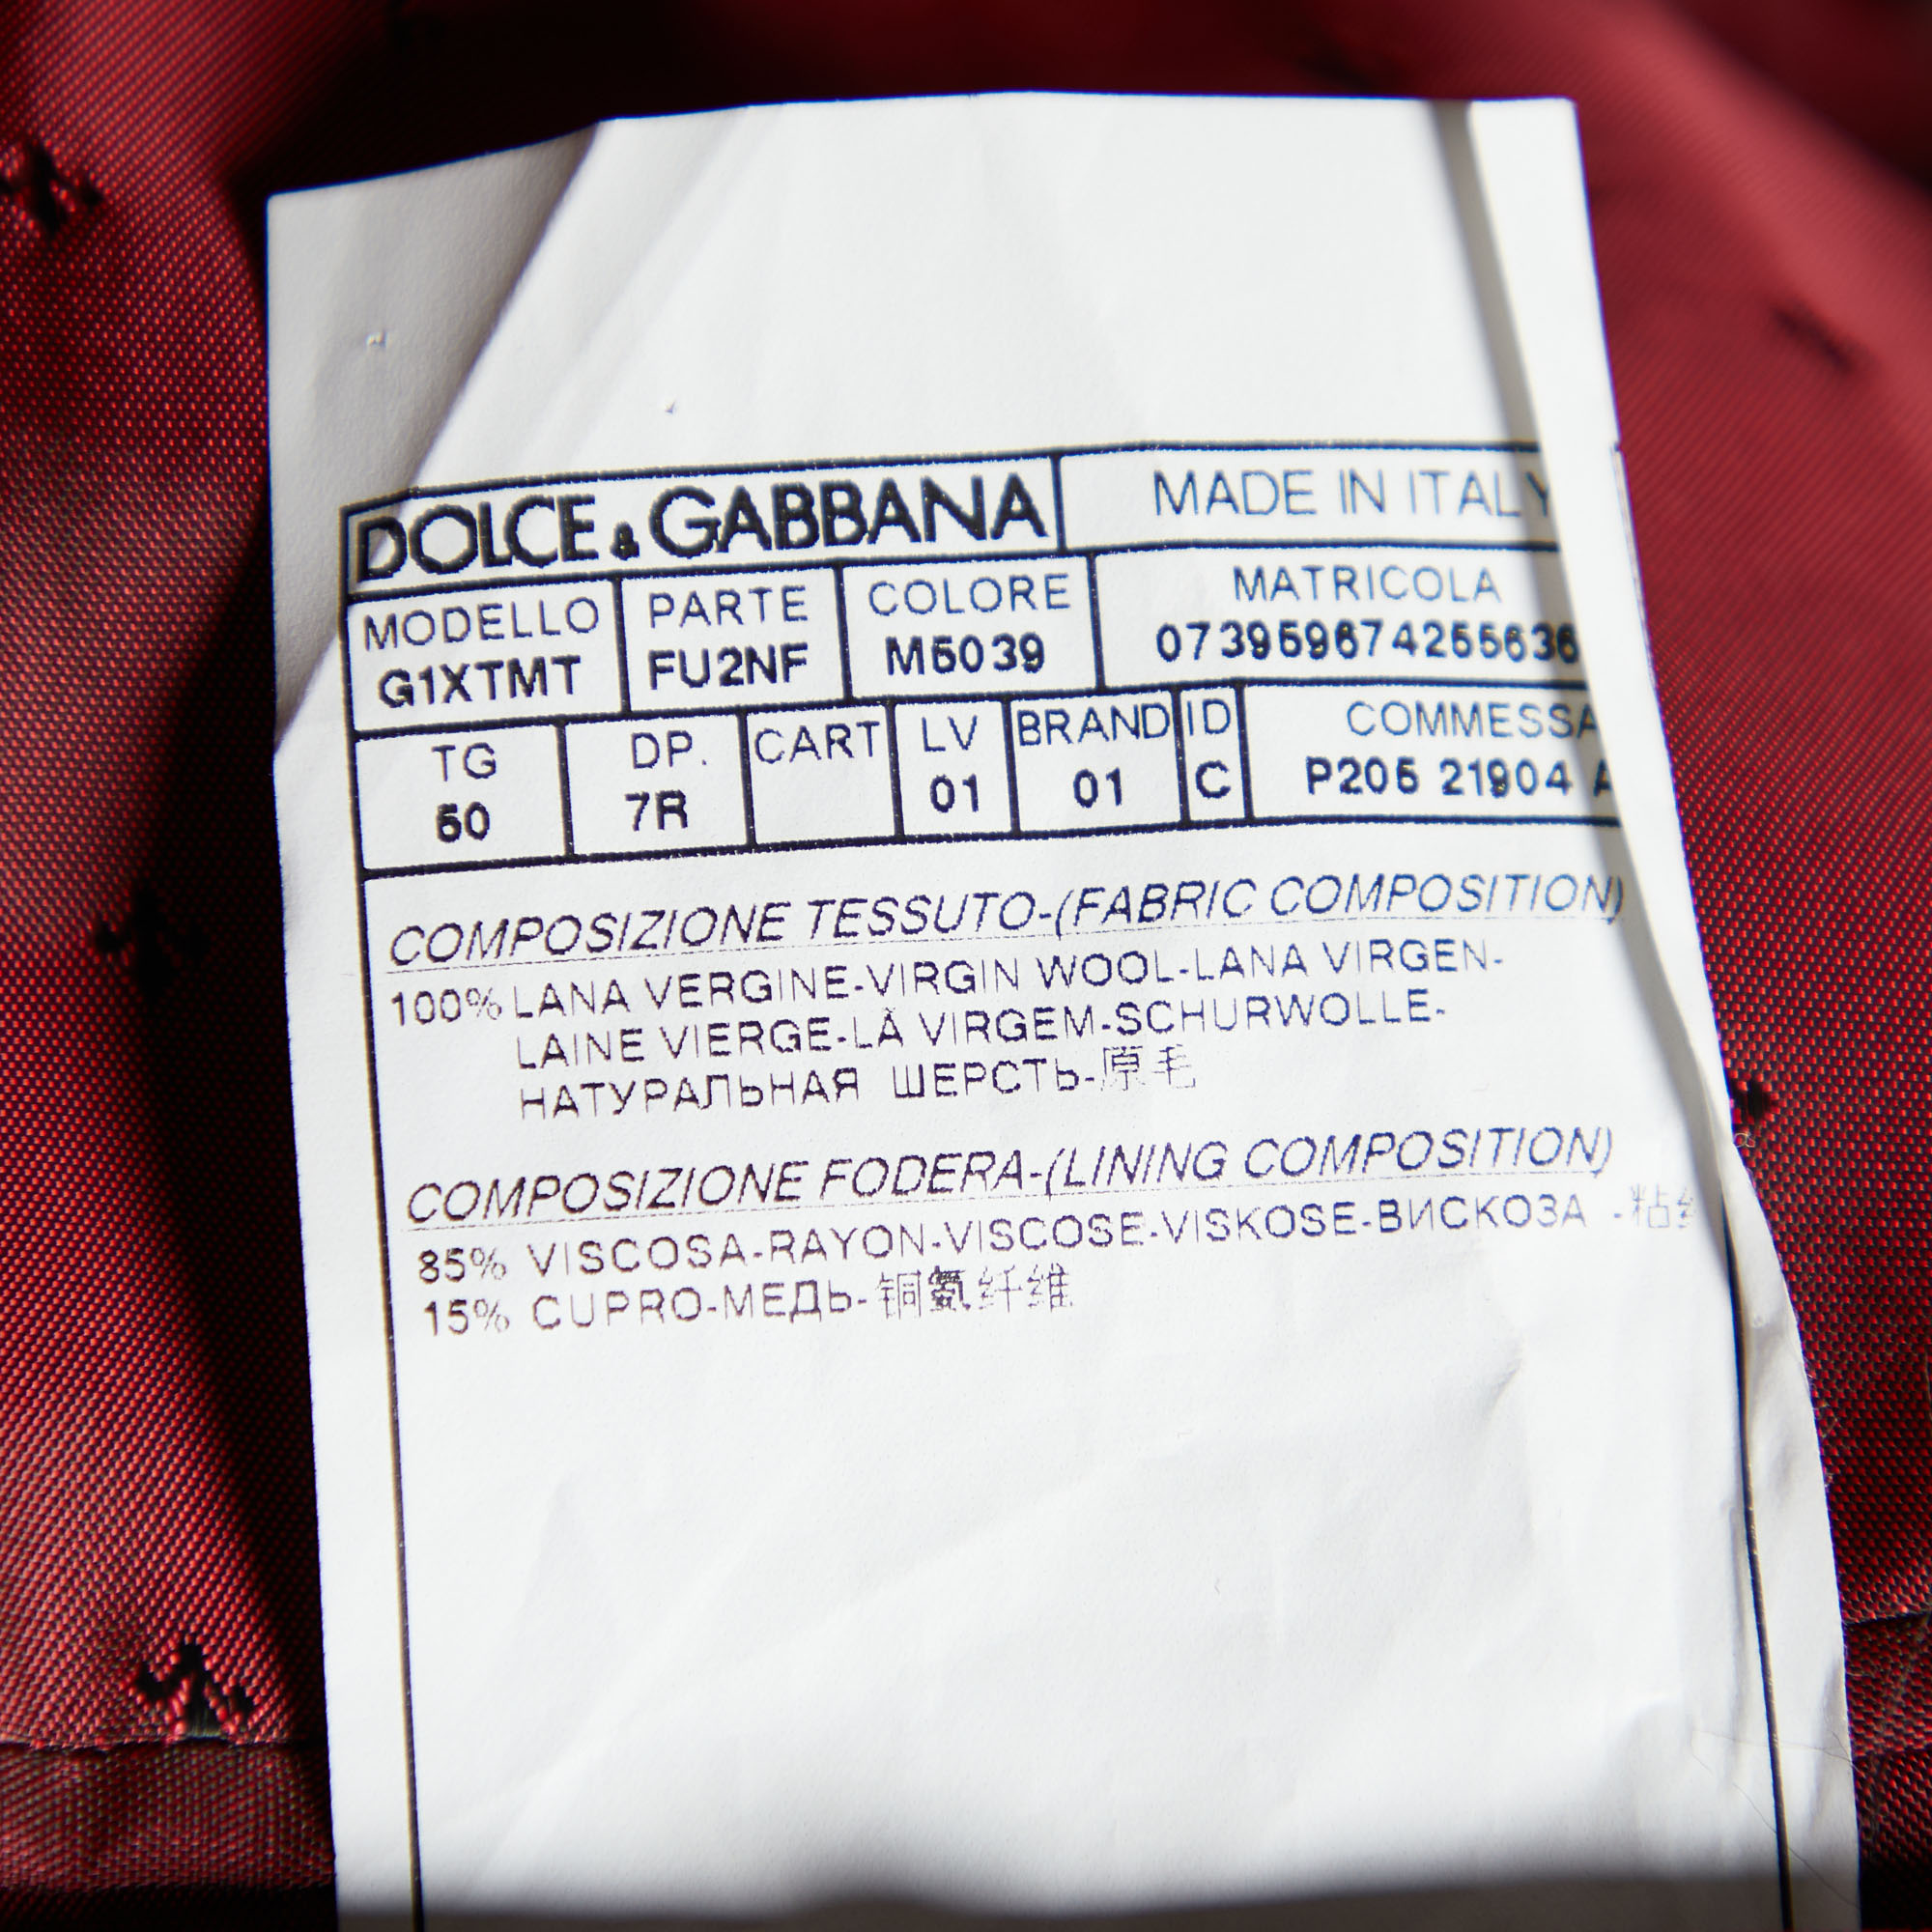 DOLCE & GABBANA MADE IN ITALY
MODELLO PARTE COLORE MATRICOLA
G1XTMT FU2NF M5039 073959674255636
TG DP. CART LV BRAND ID COMMESSA
50 7R 01 01 C P205 21904 A
COMPOSIZIONE TESSUTO-(FABRIC COMPOSITION)
100% LANA VERGINE-VIRGIN WOOL-LANA VIRGEN-
LAINE VIERGE-LÃ VIRGEM-SCHURWOLLE-
НАТУРАЛЬНАЯ ШЕРСТЬ-原毛
COMPOSIZIONE FODERA-(LINING COMPOSITION)
85% VISCOSA-RAYON-VISCOSE-VISKOSE-ВИСКОЗА -粘
15% CUPRO-МЕДЬ-铜氨纤维